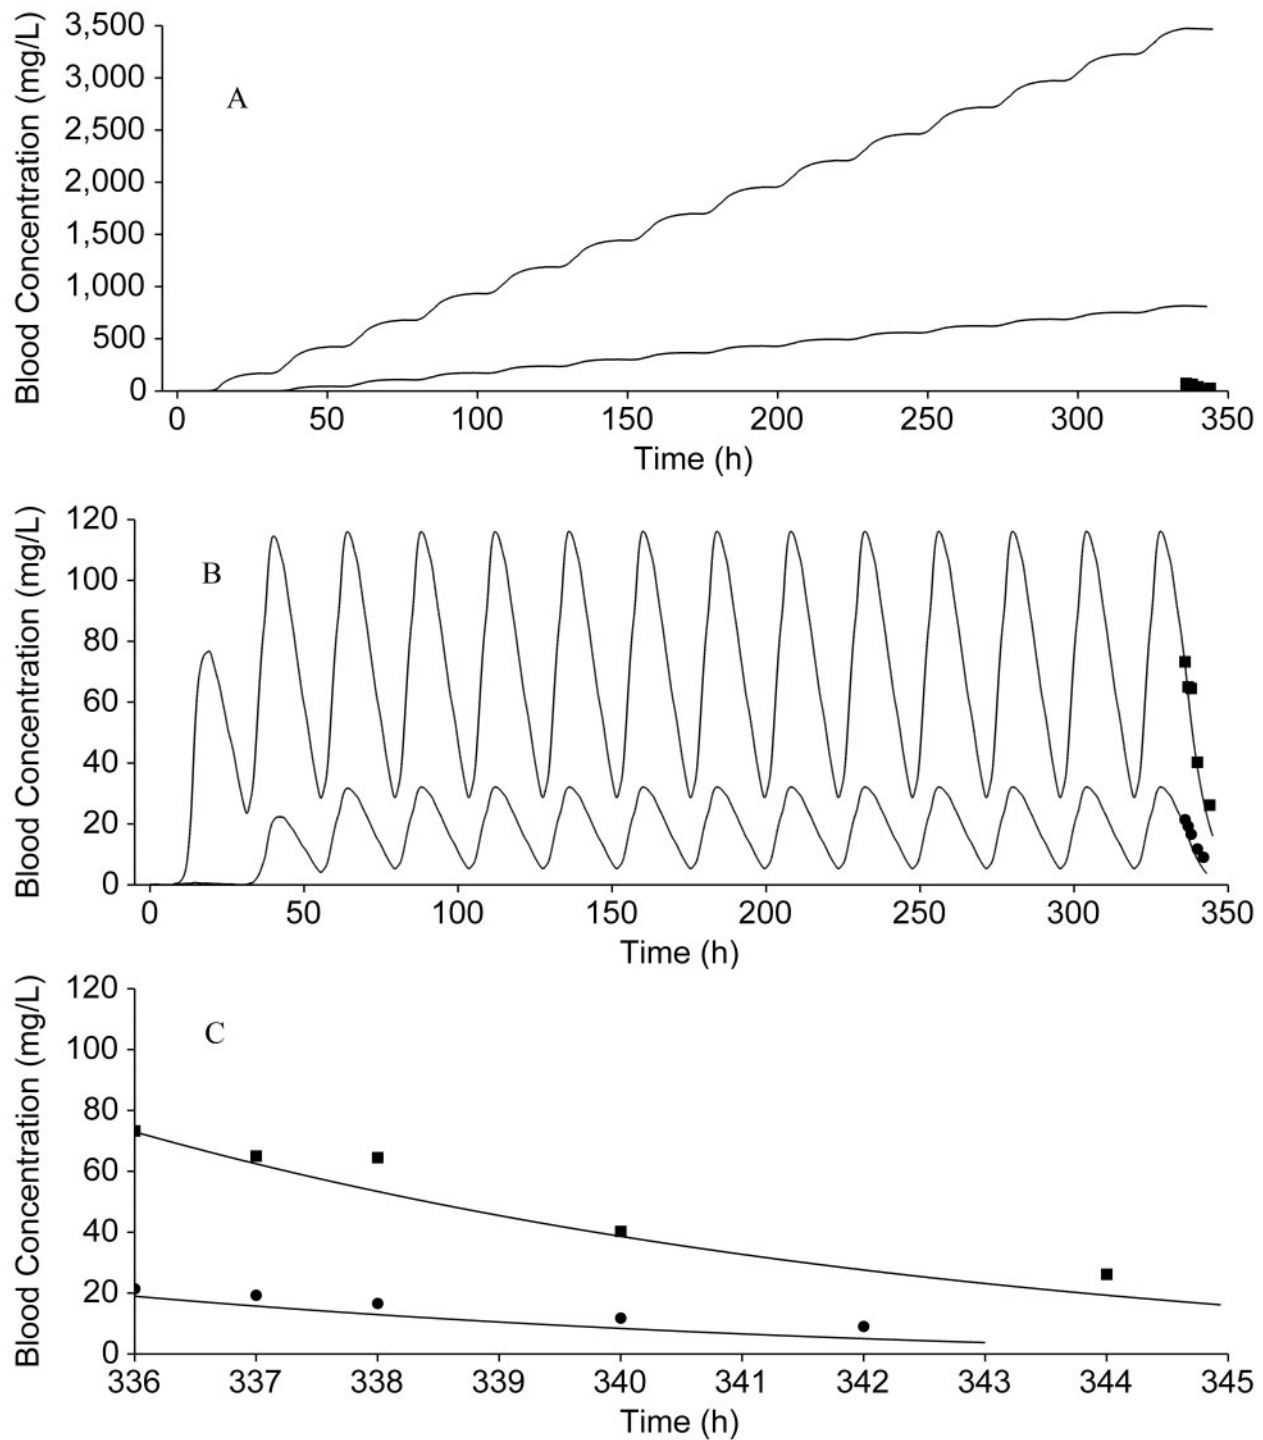 Blood Concentration (mg/L)
3,500
3,000
2,500
2,000
1,500
1,000
500
0
A
0 50 100 150 200 250 300 350
Time (h)
Blood Concentration (mg/L)
120
100
80
60
40
20
0
B
0 50 100 150 200 250 300 350
Time (h)
Blood Concentration (mg/L)
120
100
80
60
40
20
0
C
336 337 338 339 340 341 342 343 344 345
Time (h)